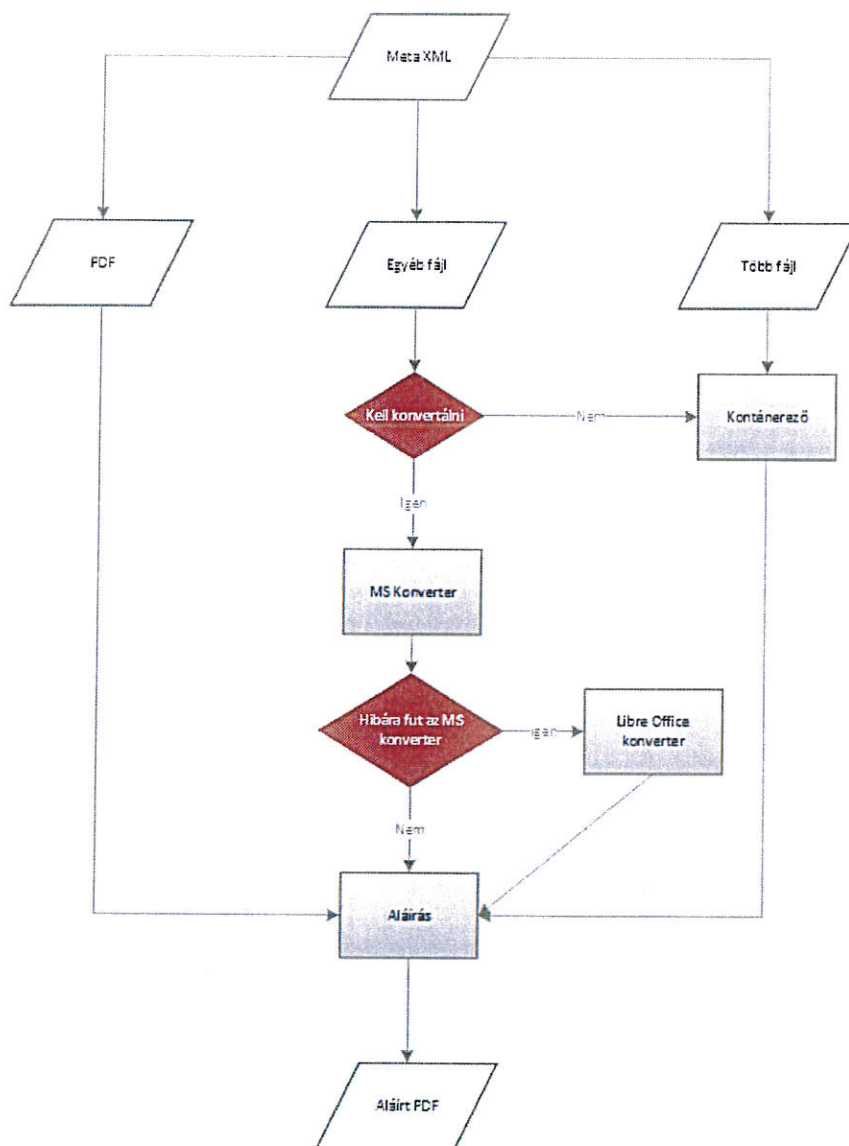 Meta XML
PDF
Egyéb fájl
Több fájl
Kell konvertálni
Nem
Konténerező
Igen
MS Konverter
Hibára fut az MS
konverter
Igen
Libre Office
konverter
Nem
Aláírás
Aláírt PDF